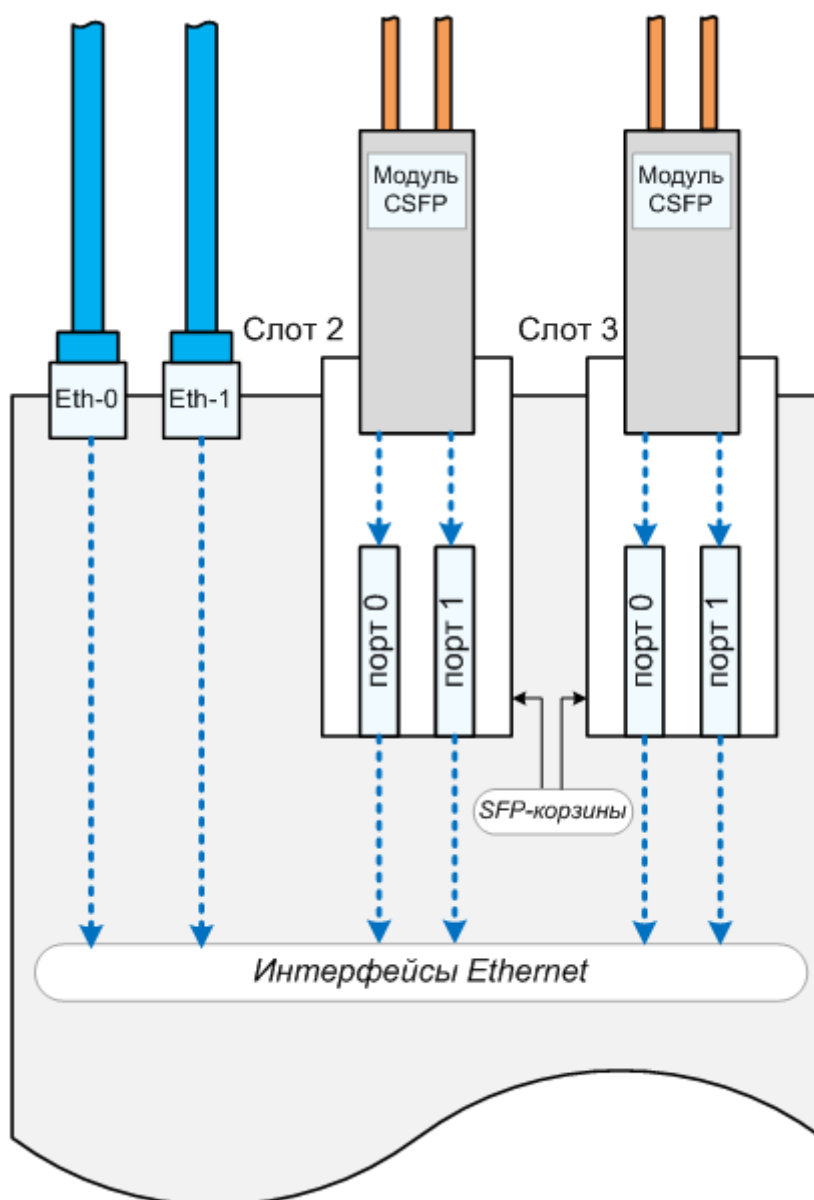 Модуль
CSFP
Модуль
CSFP
Слот 2
Слот 3
Eth-0
Eth-1
порт 0
порт 1
порт 0
порт 1
SFP-корзины
Интерфейсы Ethernet